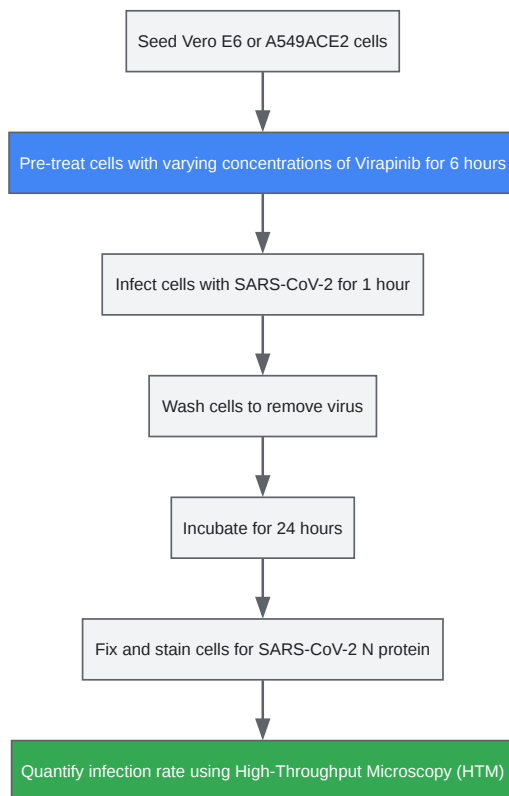 Seed Vero E6 or A549ACE2 cells
Pre-treat cells with varying concentrations of Virapinib for 6 hours
Infect cells with SARS-CoV-2 for 1 hour
Wash cells to remove virus
Incubate for 24 hours
Fix and stain cells for SARS-CoV-2 N protein
Quantify infection rate using High-Throughput Microscopy (HTM)